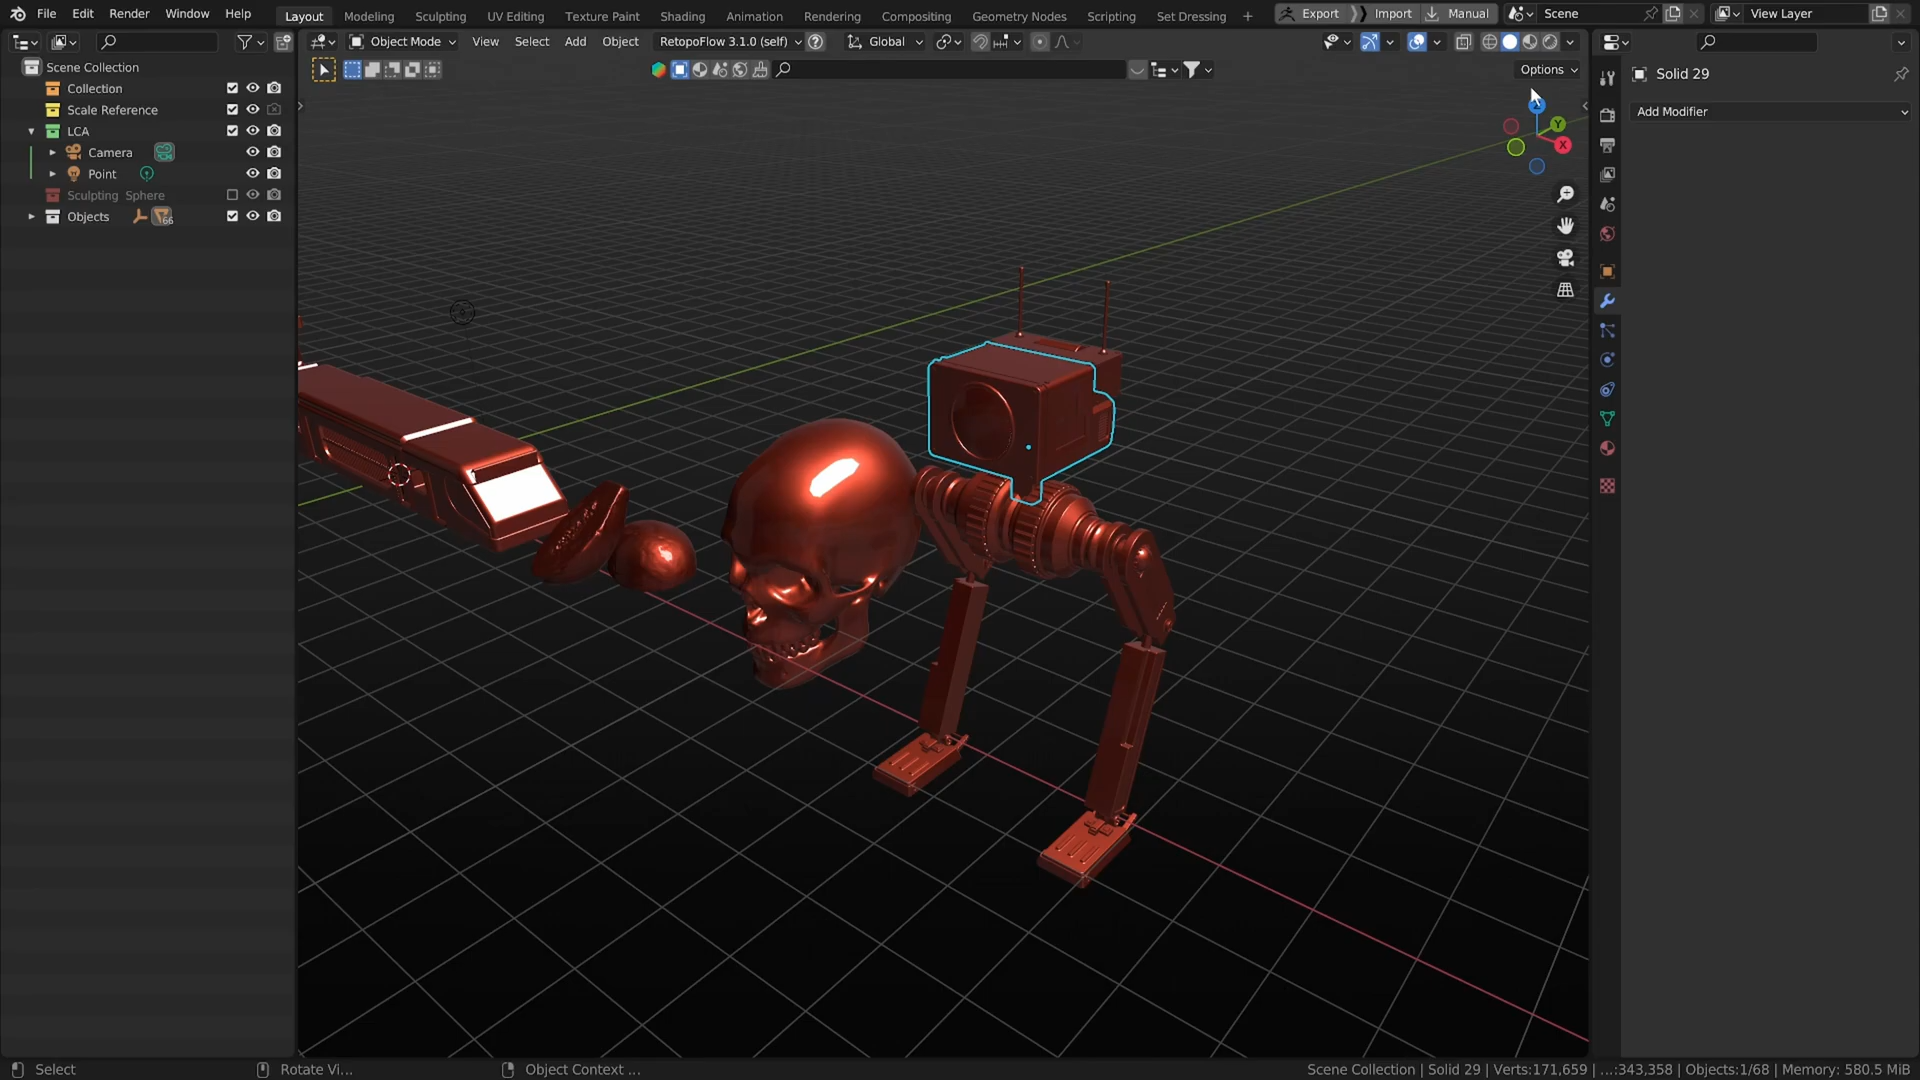 File Edit Render Window Help Layout Modeling Sculpting UV Editing Texture Paint Shading Animation Rendering Compositing Geometry Nodes Scripting Set Dressing + Export Import Manual Scene View Layer
Object Mode View Select Add Object RetopoFlow 3.1.0 (self) Global
Options
Scene Collection
Collection
Scale Reference
LCA
Camera
Point
Sculpting Sphere
Objects 66
Solid 29
Add Modifier
Z
Y
X
Select Rotate Vi... Object Context ... Scene Collection | Solid 29 | Verts:171,659 | ...:343,358 | Objects:1/68 | Memory: 580.5 MiB